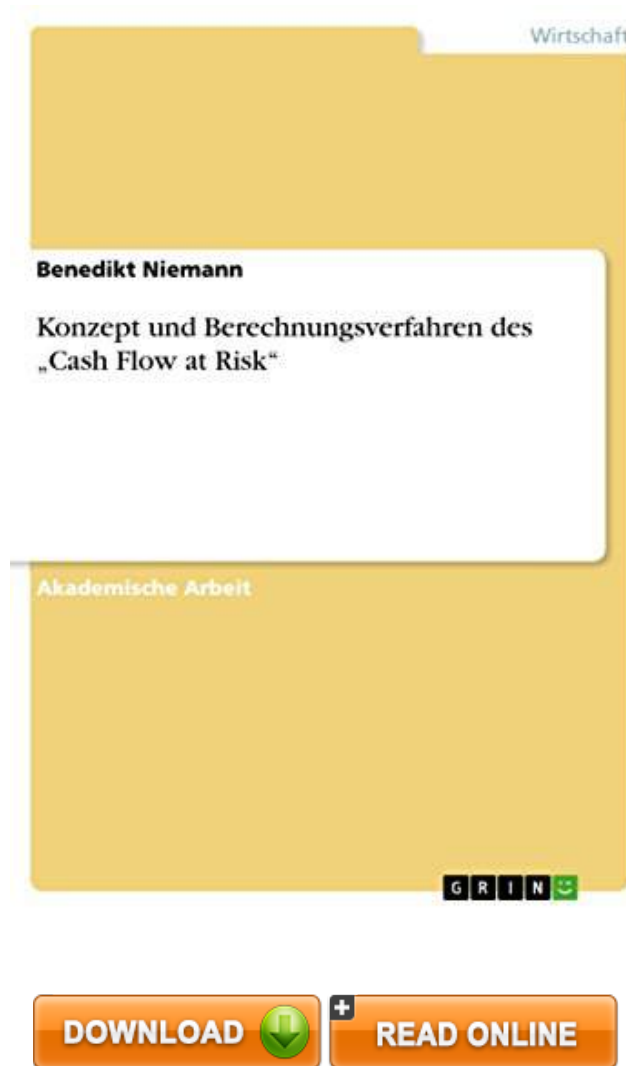 Wirtschaft
Benedikt Niemann
Konzept und Berechnungsverfahren des
„Cash Flow at Risk“
Akademische Arbeit
GRIN
DOWNLOAD
READ ONLINE